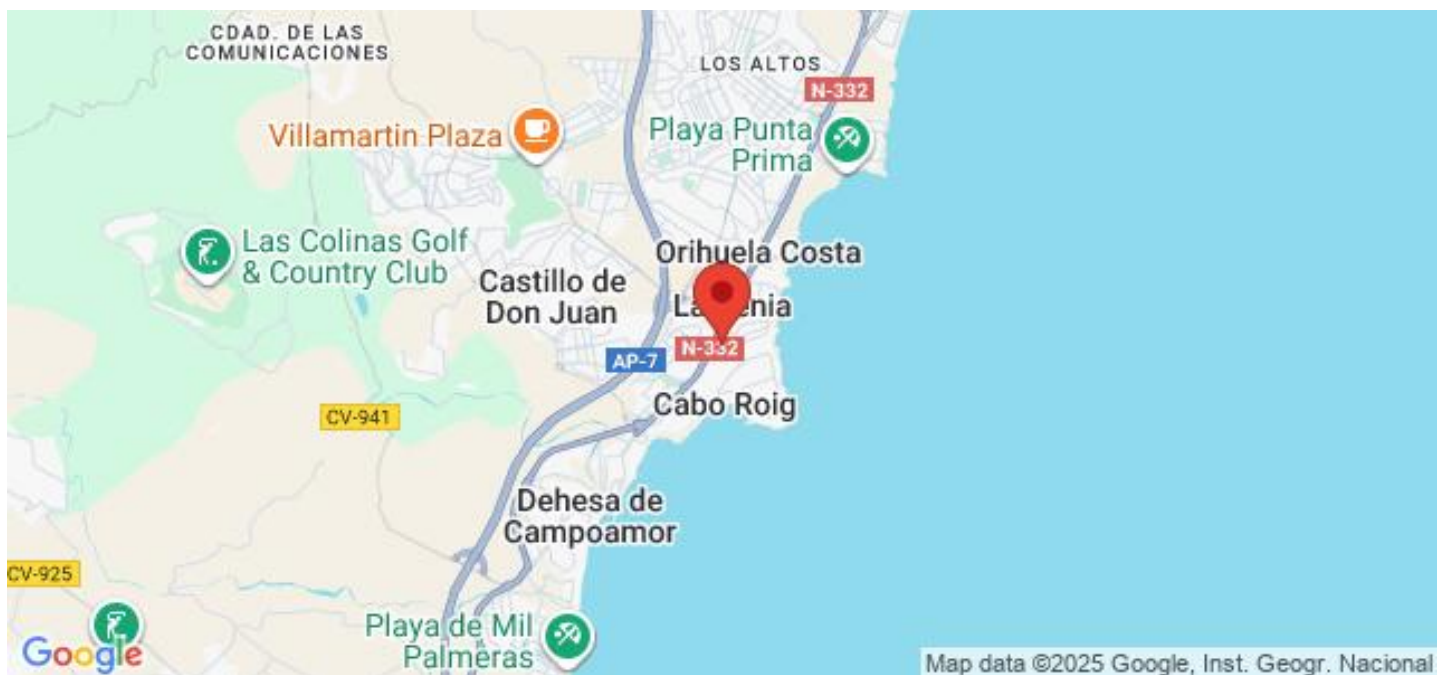 CDAD. DE LAS
COMUNICACIONES
LOS ALTOS
N-332
Villamartin Plaza
Playa Punta
Prima
Las Colinas Golf
& Country Club
Orihuela Costa
Castillo de
Don Juan
AP-7
N-332
Cabo Roig
CV-941
Dehesa de
Campoamor
CV-925
Playa de Mil
Palmeras
Google
Map data ©2025 Google, Inst. Geogr. Nacional